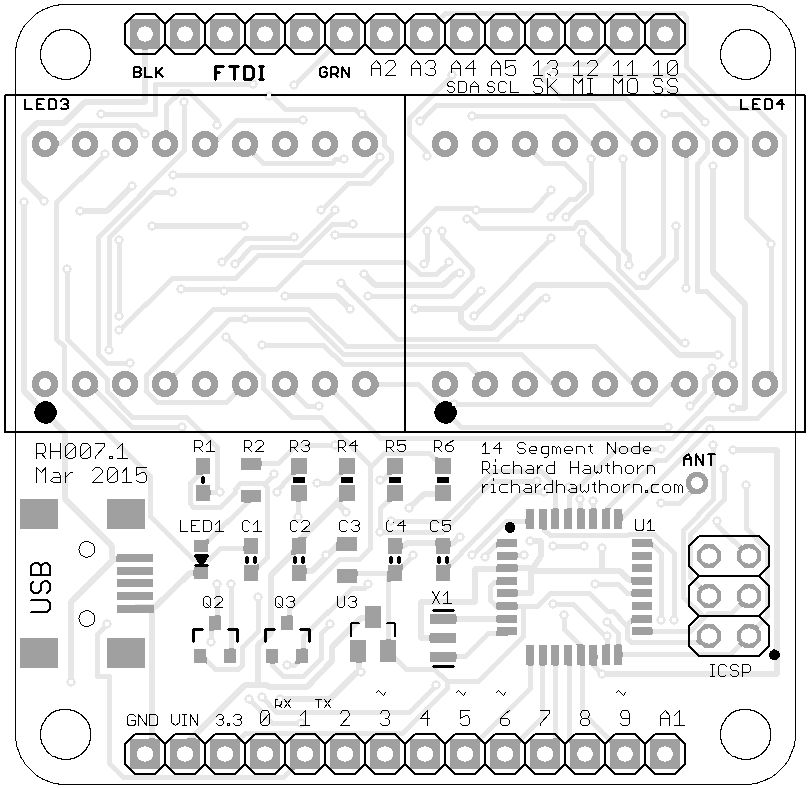 BLK FTDI GRN A2 A3 A4 A5 13 12 11 10
SDA SCL SK MI MO SS
LED3 LED4
RH007.1
Mar 2015
R1 R2 R3 R4 R5 R6
14 Segment Node
Richard Hawthorn
richardhawthorn.com
ANT
LED1 C1 C2 C3 C4 C5
U1
USB
Q2 Q3 U3 X1
ICSP
RX TX ~ ~ ~ ~
GND VIN 3.3 0 1 2 3 4 5 6 7 8 9 A1